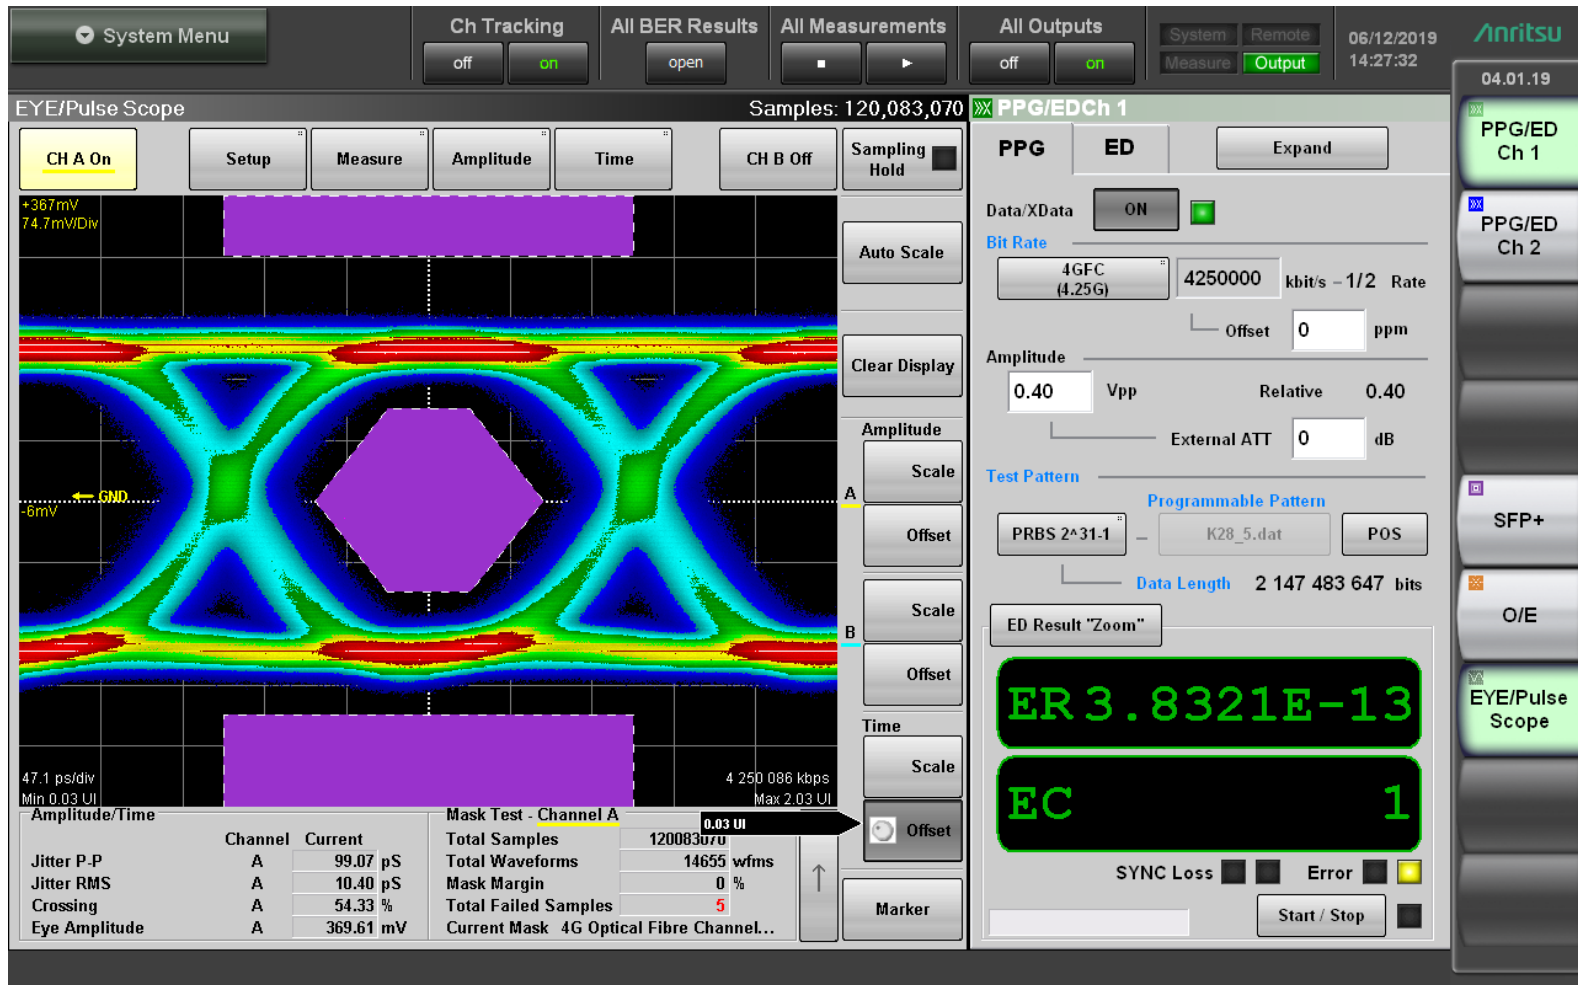 System Menu
Ch Tracking
off
on
All BER Results
open
All Measurements
All Outputs
off
on
System
Remote
Measure
Output
06/12/2019
14:27:32
Anritsu
04.01.19
EYE/Pulse Scope
Samples: 120,083,070
CH A On
Setup
Measure
Amplitude
Time
CH B Off
Sampling
Hold
+367mV
74.7mV/Div
GND
-6mV
47.1 ps/div
Min 0.03 UI
4 250 086 kbps
Max 2.03 UI
Auto Scale
Clear Display
Amplitude
Scale
A
Offset
Scale
B
Offset
Time
Scale
0.03 UI
Offset
Marker
Amplitude/Time
Channel Current
Jitter P-P A 99.07 pS
Jitter RMS A 10.40 pS
Crossing A 54.33 %
Eye Amplitude A 369.61 mV
Mask Test - Channel A
Total Samples 120083070
Total Waveforms 14655 wfms
Mask Margin 0 %
Total Failed Samples 5
Current Mask 4G Optical Fibre Channel...
PPG/EDCh 1
PPG
ED
Expand
Data/XData ON
Bit Rate
4GFC
(4.25G)
4250000 kbit/s - 1/2 Rate
Offset 0 ppm
Amplitude
0.40 Vpp Relative 0.40
External ATT 0 dB
Test Pattern
Programmable Pattern
PRBS 2^31-1 - K28_5.dat POS
Data Length 2 147 483 647 bits
ED Result "Zoom"
ER 3.8321E-13
EC 1
SYNC Loss Error
Start / Stop
PPG/ED
Ch 1
PPG/ED
Ch 2
SFP+
O/E
EYE/Pulse
Scope